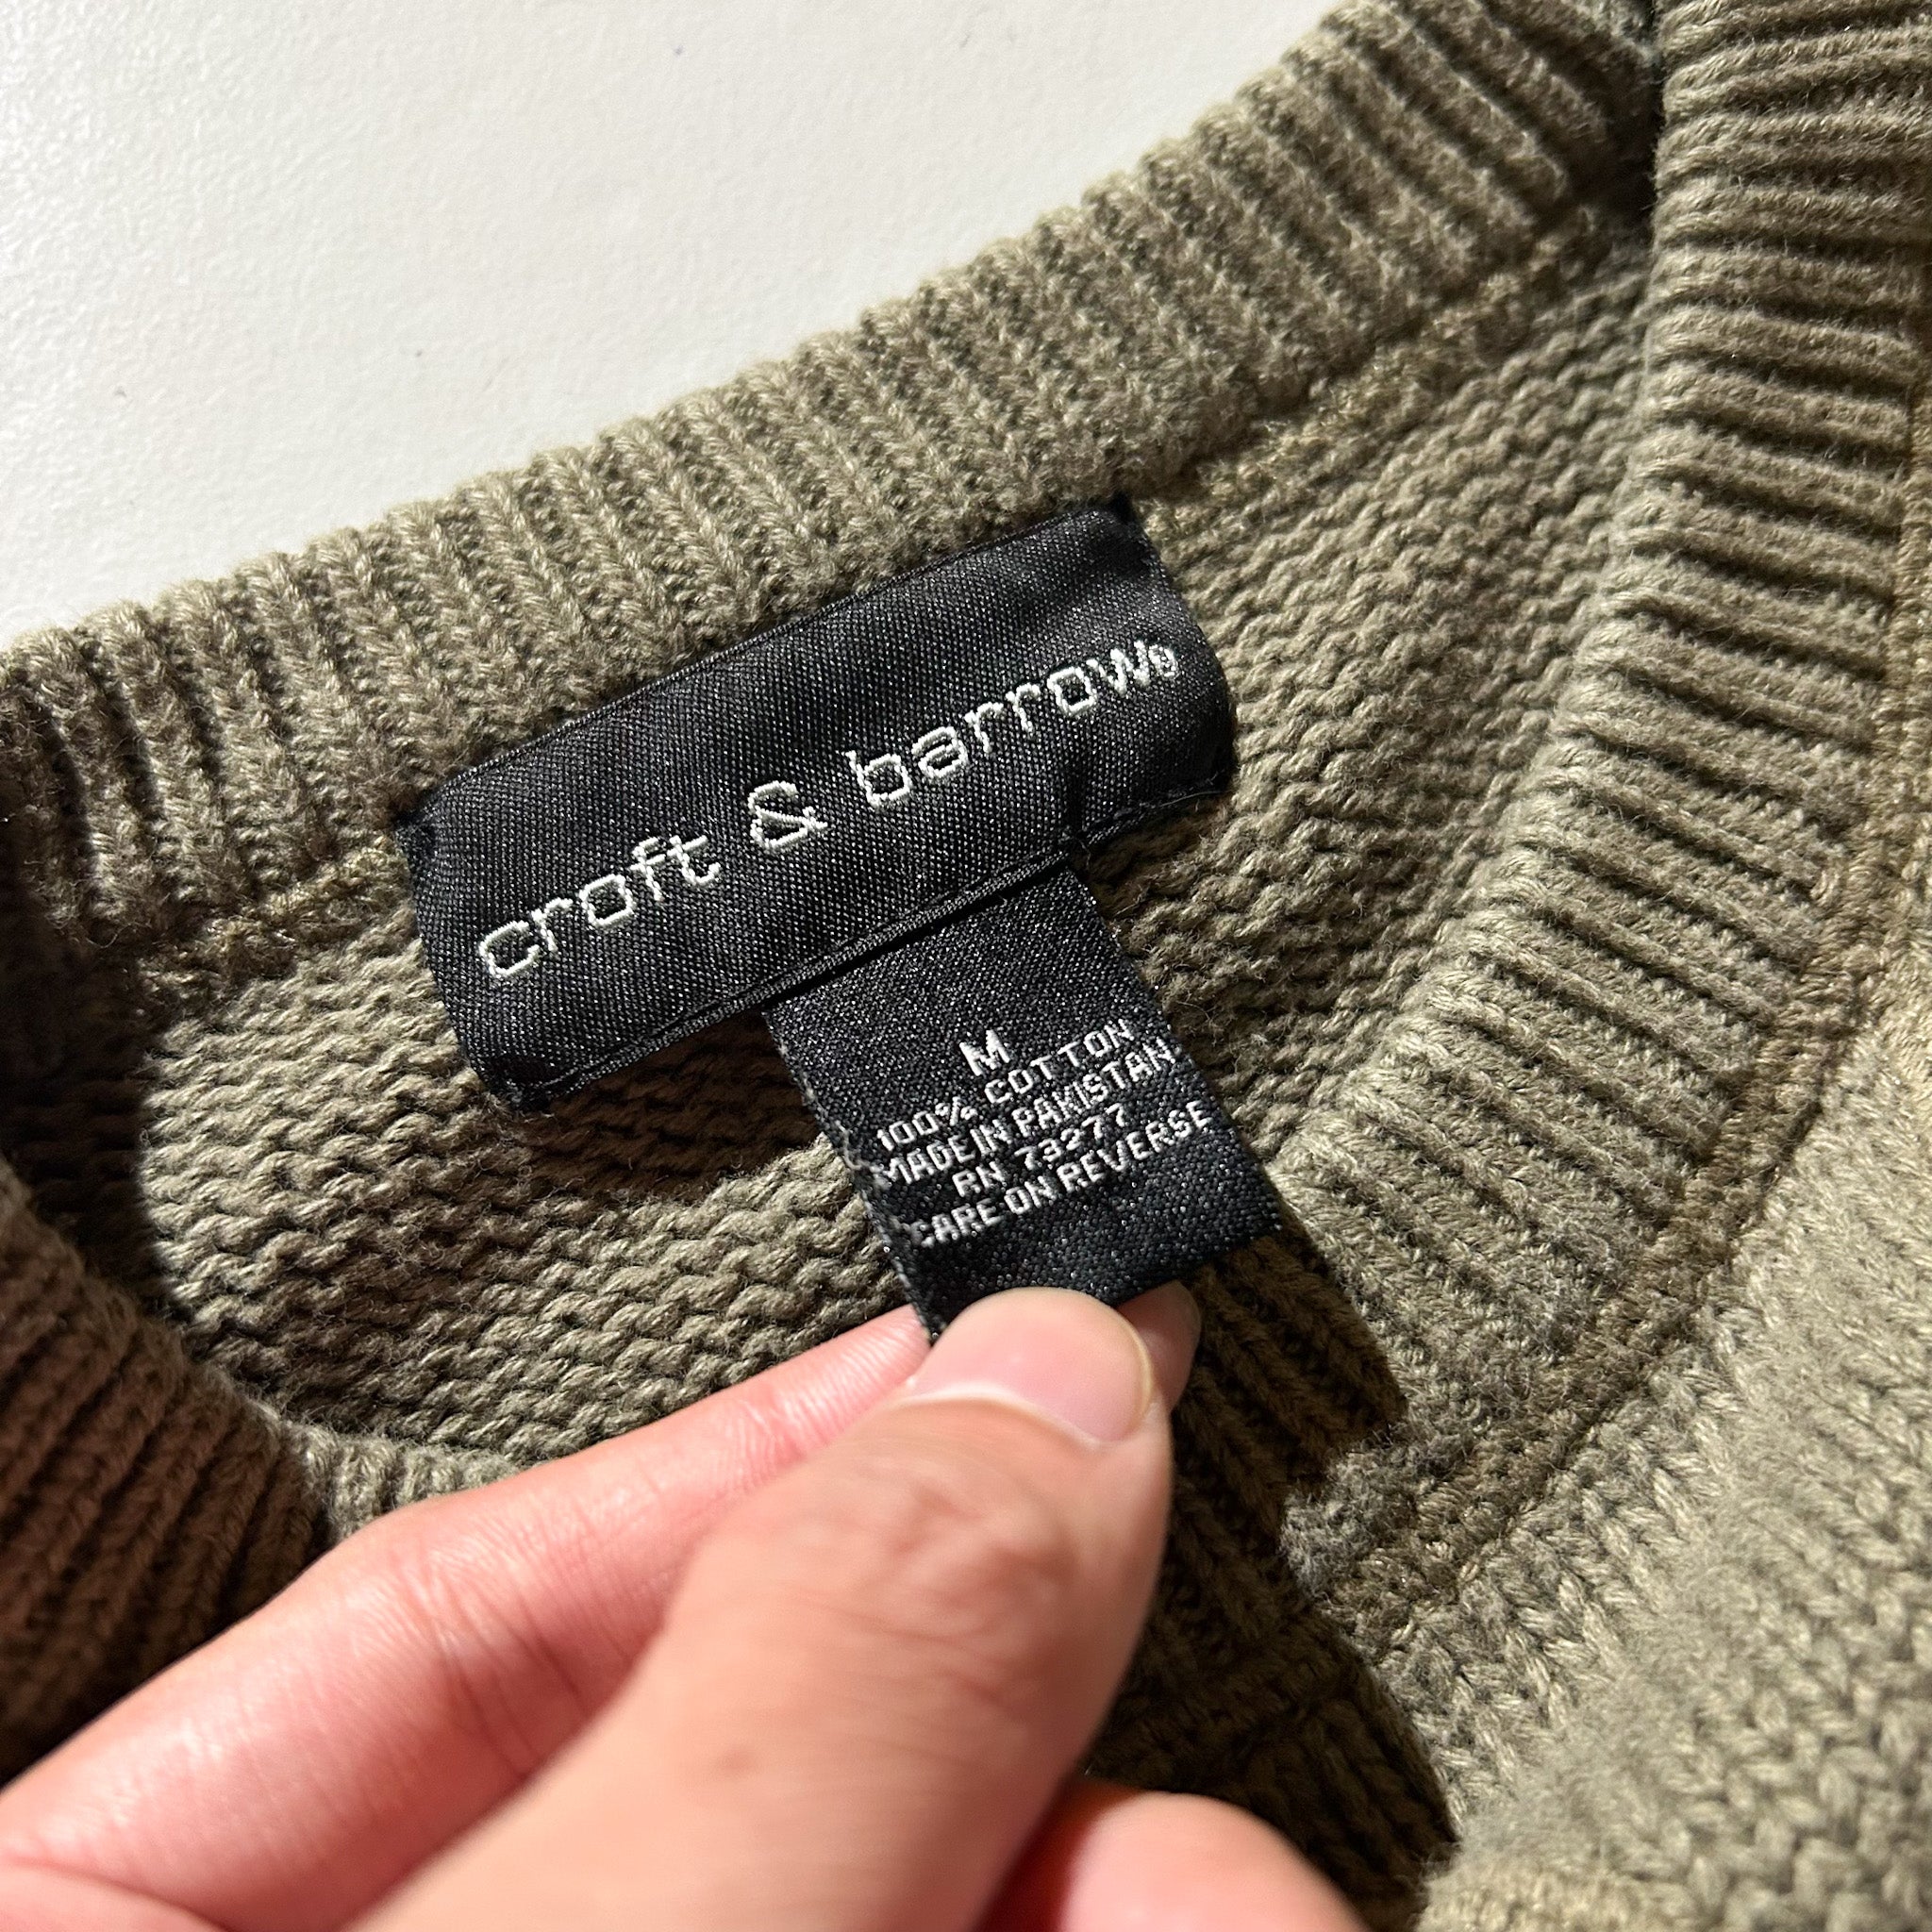 croft & barrow®
M
100% COTTON
MADE IN PAKISTAN
RN 73277
CARE ON REVERSE